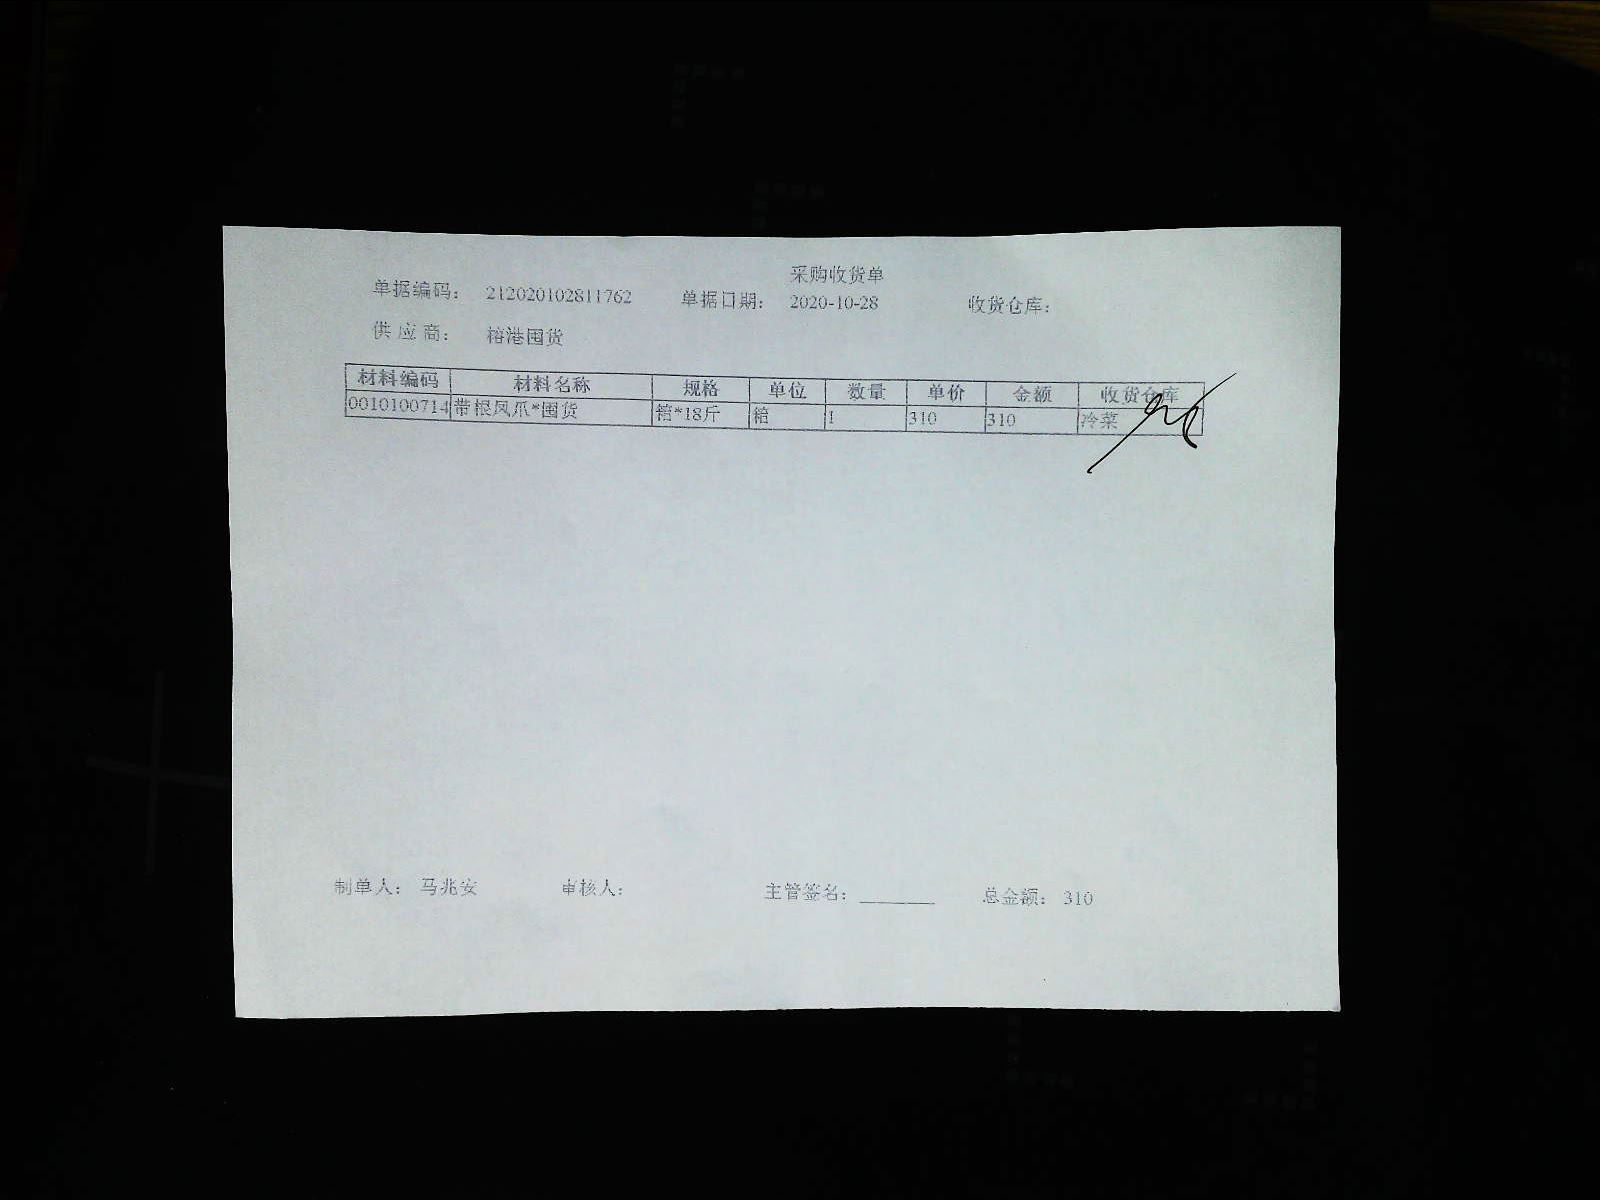 采购收货单
单据编码： 212020102811762 单据日期： 2020-10-28 收货仓库：
供应商： 榕港囤货
材料编码 材料名称 规格 单位 数量 单价 金额 收货仓库
0010100714 带根凤爪*囤货 箱*18斤 箱 1 310 310 冷菜
制单人： 马兆安 审核人： 主管签名： 总金额： 310